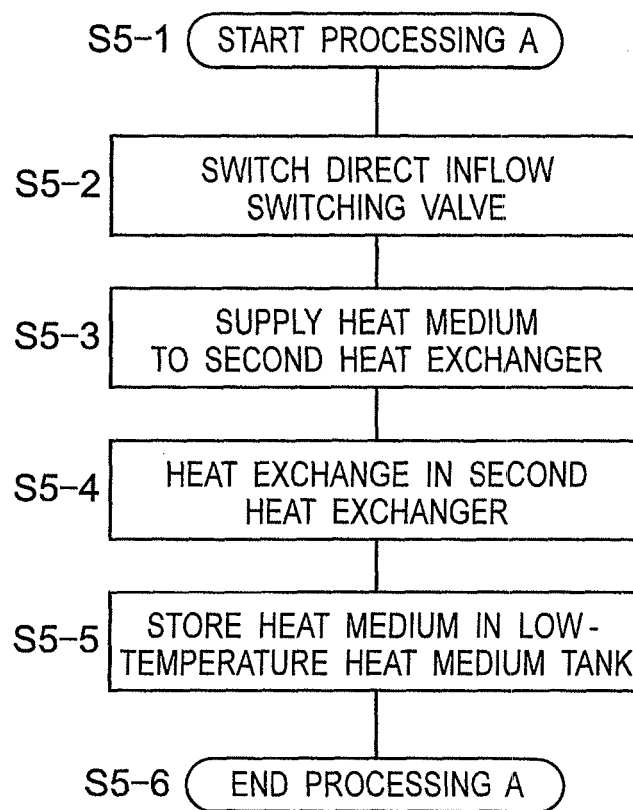 S5-1 START PROCESSING A
S5-2 SWITCH DIRECT INFLOW
SWITCHING VALVE
S5-3 SUPPLY HEAT MEDIUM
TO SECOND HEAT EXCHANGER
S5-4 HEAT EXCHANGE IN SECOND
HEAT EXCHANGER
S5-5 STORE HEAT MEDIUM IN LOW-
TEMPERATURE HEAT MEDIUM TANK
S5-6 END PROCESSING A